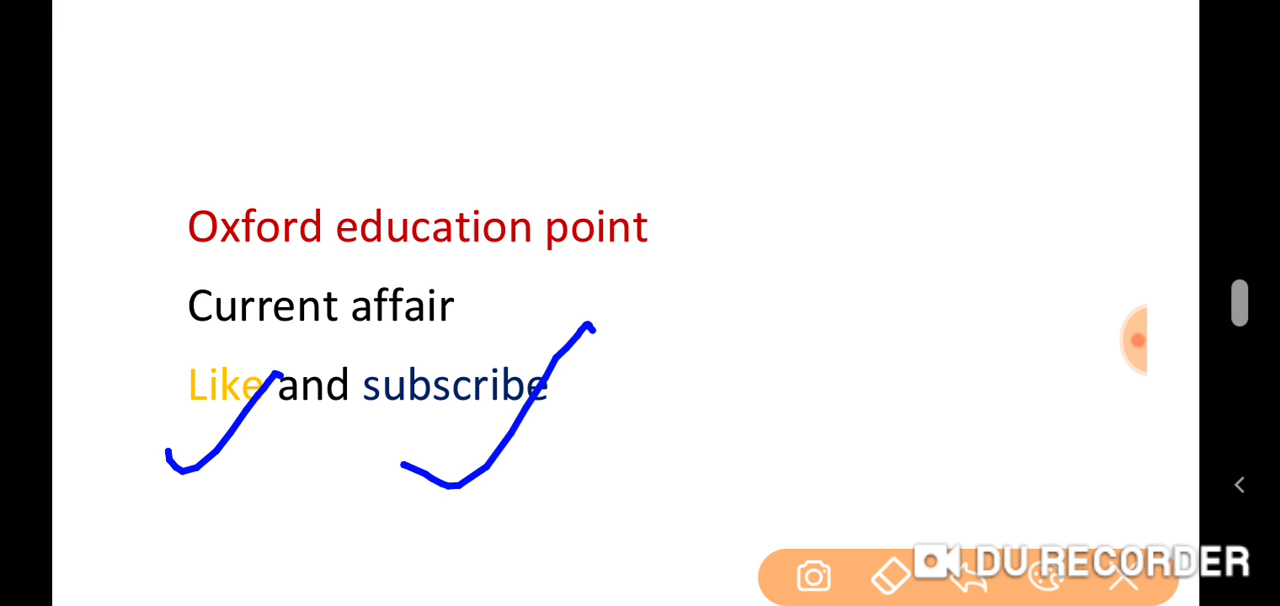 Oxford education point
Current affair
Like and subscribe
DU RECORDER